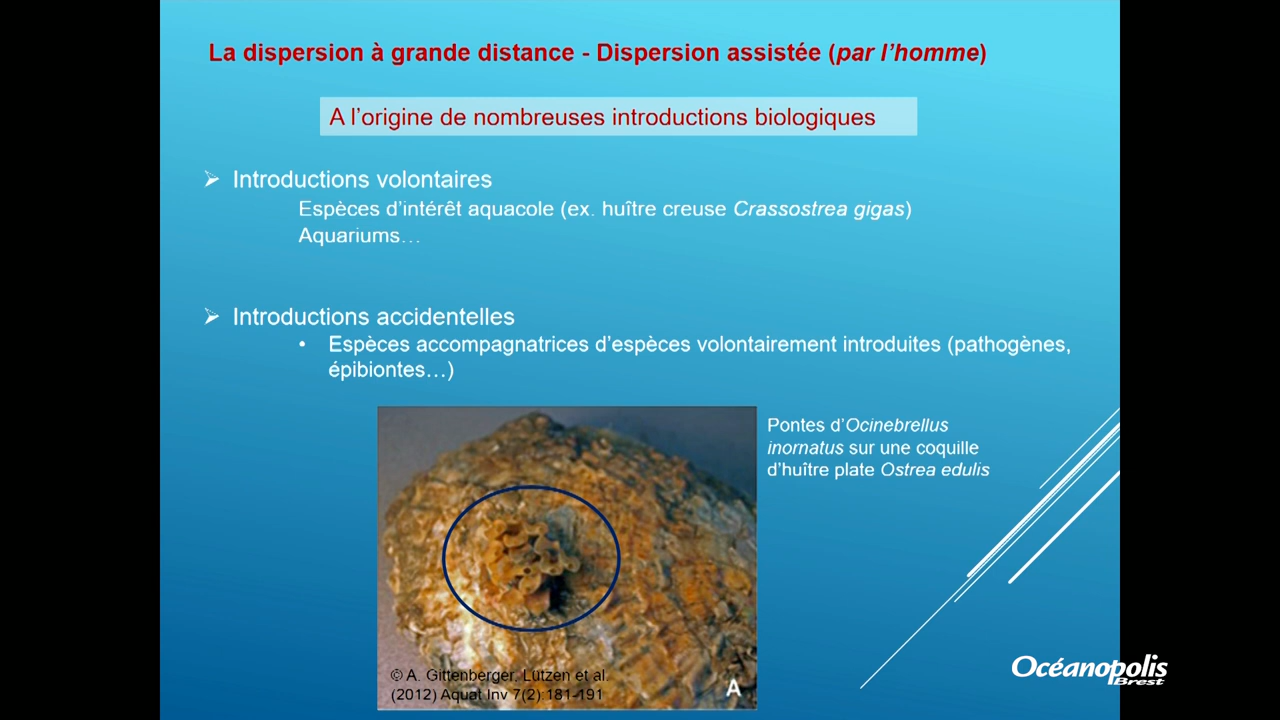 La dispersion à grande distance - Dispersion assistée (par l'homme)
A l'origine de nombreuses introductions biologiques
Introductions volontaires
Espèces d'intérêt aquacole (ex. huître creuse Crassostrea gigas)
Aquariums…
Introductions accidentelles
• Espèces accompagnatrices d'espèces volontairement introduites (pathogènes,
épibiontes…)
Pontes d'Ocinebrellus
inornatus sur une coquille
d'huître plate Ostrea edulis
© A. Gittenberger, Lützen et al.
(2012) Aquat Inv 7(2):181-191
A
Océanopolis
Brest